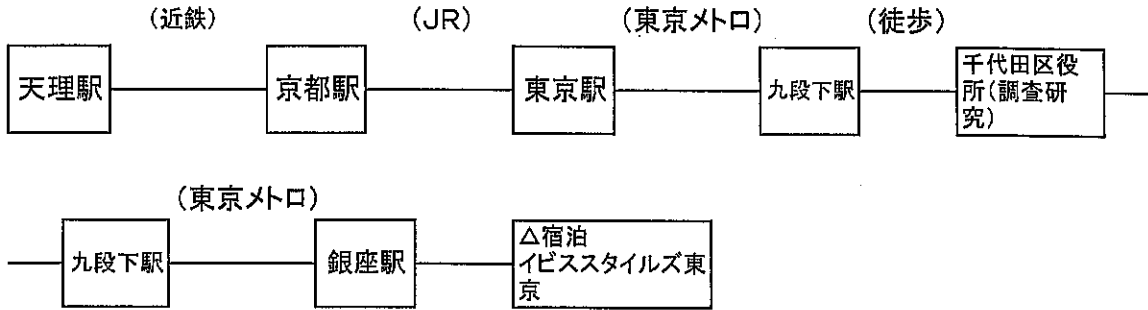 (近鉄)
(JR)
(東京メトロ)
(徒歩)
天理駅
京都駅
東京駅
九段下駅
千代田区役
所(調査研
究)
(東京メトロ)
九段下駅
銀座駅
△宿泊
イビススタイルズ東
京